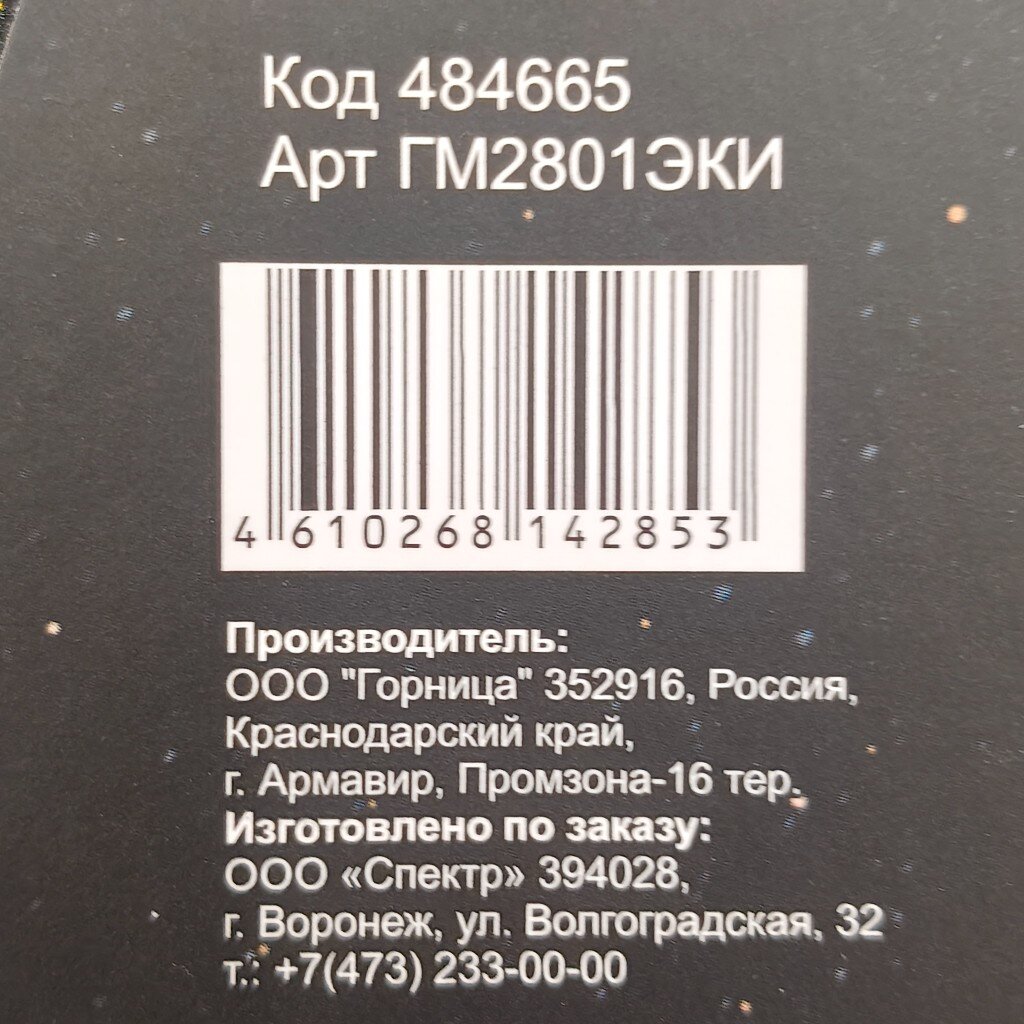 Код 484665
Арт ГМ2801ЭКИ
4 610268 142853
Производитель:
ООО "Горница" 352916, Россия,
Краснодарский край,
г. Армавир, Промзона-16 тер.
Изготовлено по заказу:
ООО «Спектр» 394028,
г. Воронеж, ул. Волгоградская, 32
т.: +7(473) 233-00-00